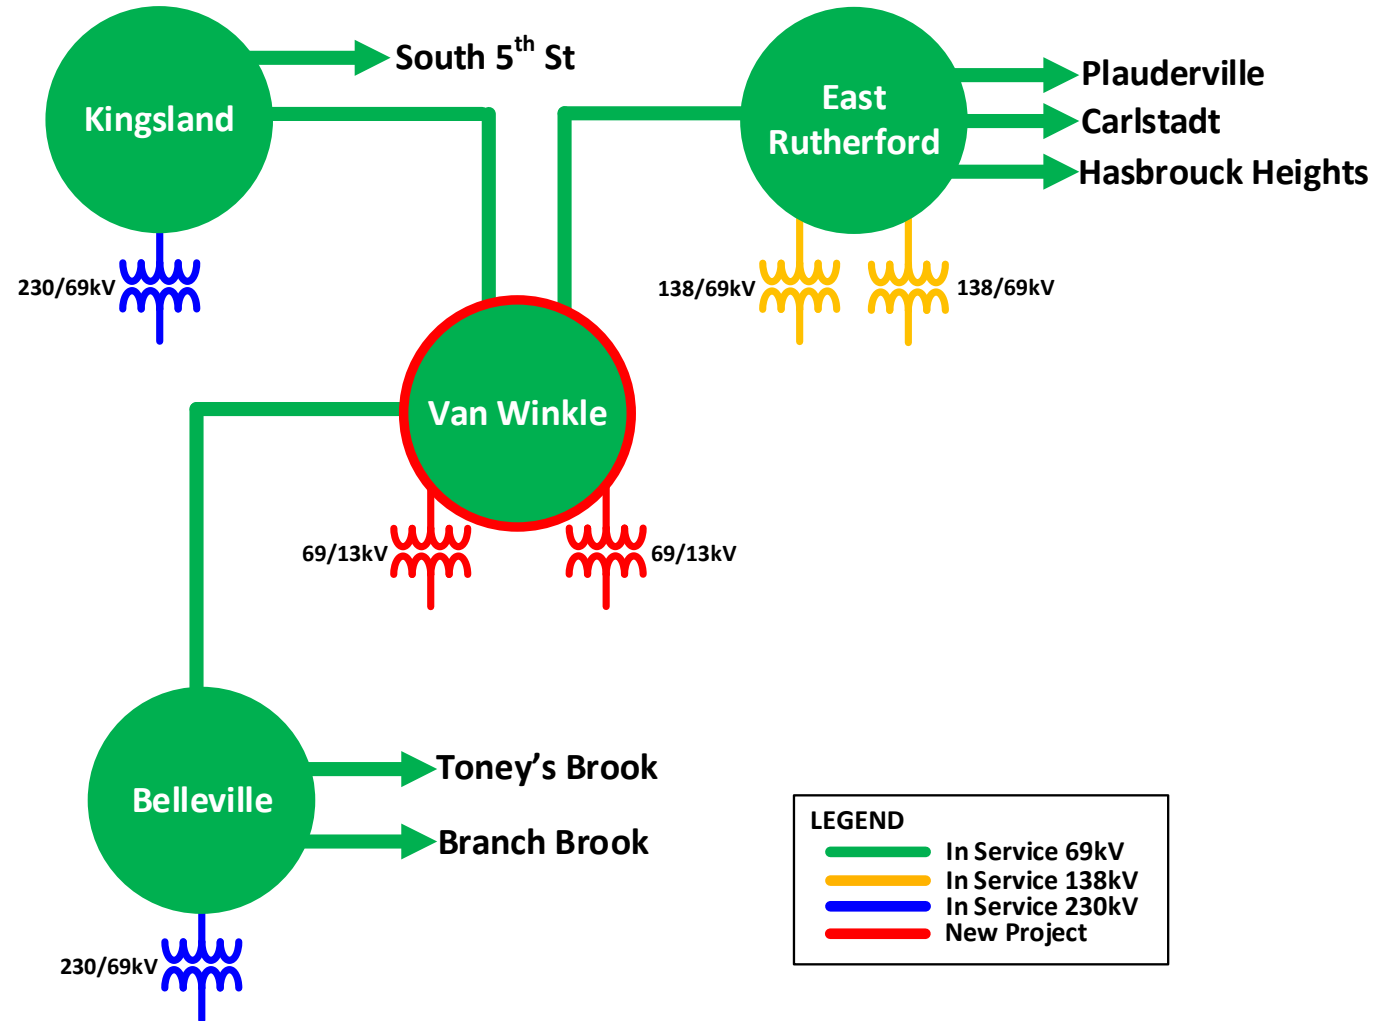 South 5th St
Kingsland
230/69kV
East
Rutherford
Plauderville
Carlstadt
Hasbrouck Heights
138/69kV
138/69kV
Van Winkle
69/13kV
69/13kV
Belleville
Toney’s Brook
Branch Brook
230/69kV
LEGEND
In Service 69kV
In Service 138kV
In Service 230kV
New Project